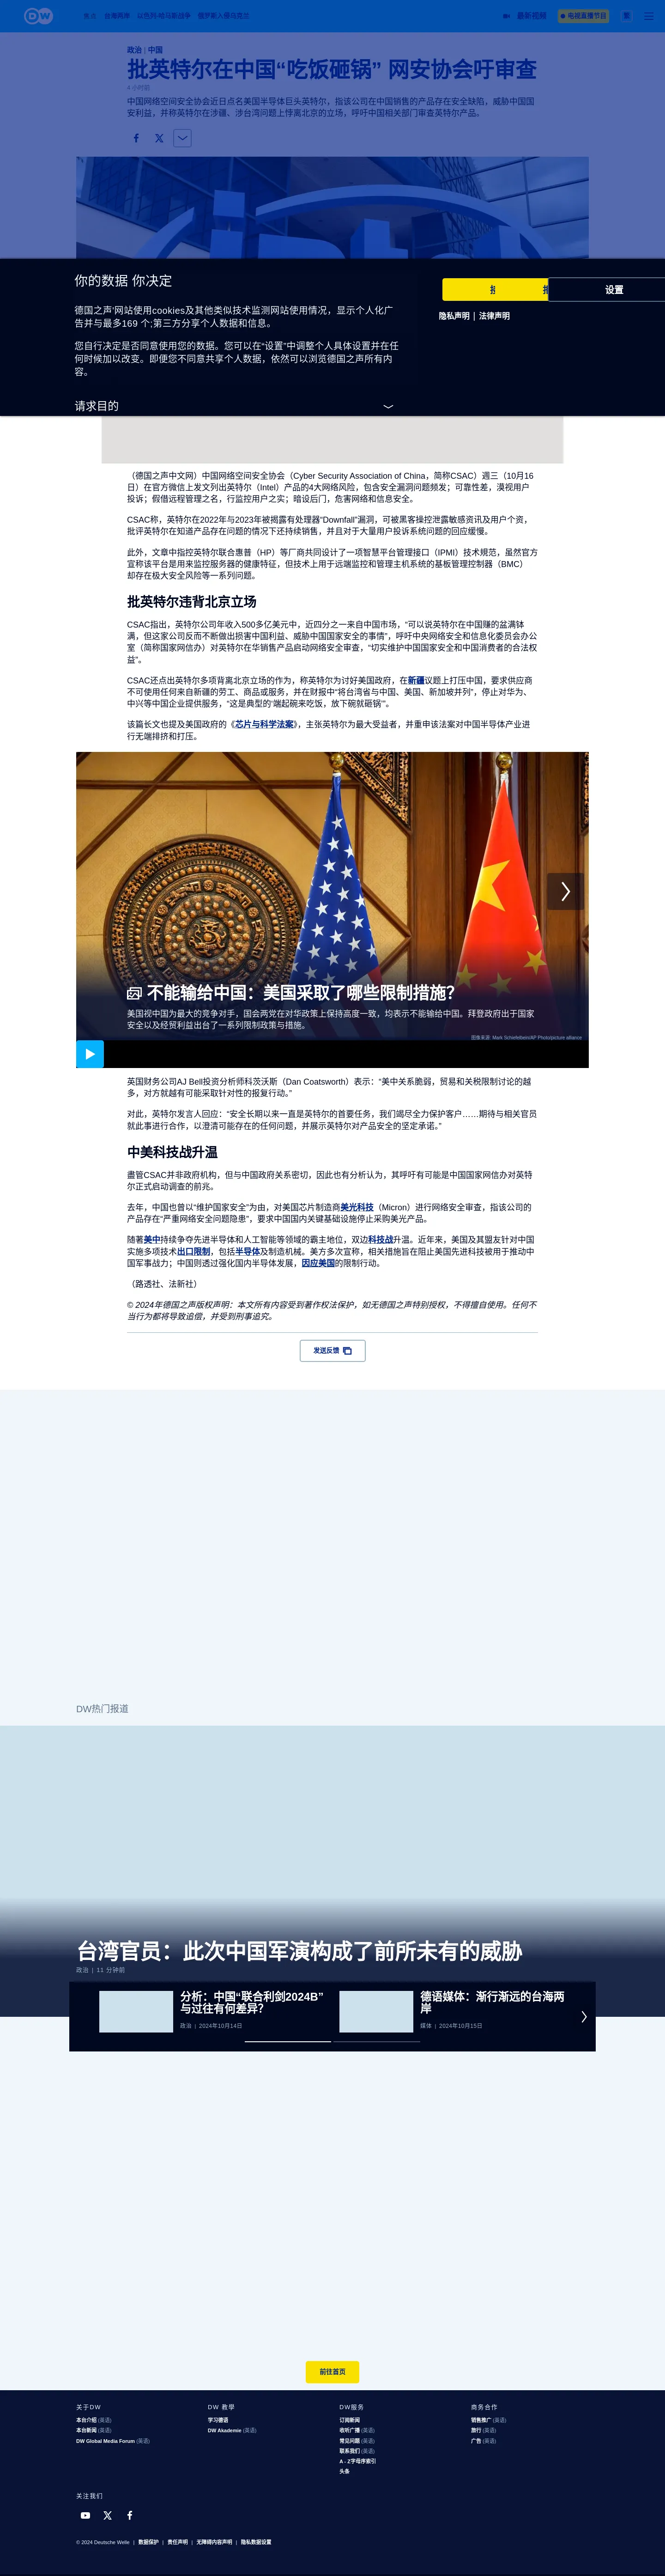 DW
焦点
台海两岸
以色列-哈马斯战争
俄罗斯入侵乌克兰
最新视频
电视直播节目
政治 | 中国
批英特尔在中国“吃饭砸锅” 网安协会吁审查
4 小时前
中国网络空间安全协会近日点名美国半导体巨头英特尔，指该公司在中国销售的产品存在安全缺陷，威胁中国国
安利益，并称英特尔在涉疆、涉台湾问题上悖离北京的立场，呼吁中国相关部门审查英特尔产品。
你的数据 你决定
德国之声'网站使用cookies及其他类似技术监测网站使用情况，显示个人化广
告并与最多169 个;第三方分享个人数据和信息。
您自行决定是否同意使用您的数据。您可以在“设置”中调整个人具体设置并在任
何时候加以改变。即便您不同意共享个人数据，依然可以浏览德国之声所有内
容。
请求目的
设置
隐私声明 | 法律声明
（德国之声中文网）中国网络空间安全协会（Cyber Security Association of China，简称CSAC）週三（10月16
日）在官方微信上发文列出英特尔（Intel）产品的4大网络风险，包含安全漏洞问题频发；可靠性差，漠视用户
投诉；假借远程管理之名，行监控用户之实；暗设后门，危害网络和信息安全。
CSAC称，英特尔在2022年与2023年被揭露有处理器“Downfall”漏洞，可被黑客操控泄露敏感资讯及用户个资，
批评英特尔在知道产品存在问题的情况下还持续销售，并且对于大量用户投诉系统问题的回应缓慢。
此外，文章中指控英特尔联合惠普（HP）等厂商共同设计了一项智慧平台管理接口（IPMI）技术规范，虽然官方
宣称该平台是用来监控服务器的健康特征，但技术上用于远端监控和管理主机系统的基板管理控制器（BMC）
却存在极大安全风险等一系列问题。
批英特尔违背北京立场
CSAC指出，英特尔公司年收入500多亿美元中，近四分之一来自中国市场，“可以说英特尔在中国赚的盆满钵
满，但这家公司反而不断做出损害中国利益、威胁中国国家安全的事情”，呼吁中央网络安全和信息化委员会办公
室（简称国家网信办）对英特尔在华销售产品启动网络安全审查，“切实维护中国国家安全和中国消费者的合法权
益”。
CSAC还点出英特尔多项背离北京立场的作为，称英特尔为讨好美国政府，在新疆议题上打压中国，要求供应商
不可使用任何来自新疆的劳工、商品或服务，并在财报中“将台湾省与中国、美国、新加坡并列”，停止对华为、
中兴等中国企业提供服务，“这是典型的‘端起碗来吃饭，放下碗就砸锅’”。
该篇长文也提及美国政府的《芯片与科学法案》，主张英特尔为最大受益者，并重申该法案对中国半导体产业进
行无端排挤和打压。
不能输给中国：美国采取了哪些限制措施？
美国视中国为最大的竞争对手，国会两党在对华政策上保持高度一致，均表示不能输给中国。拜登政府出于国家
安全以及经贸利益出台了一系列限制政策与措施。
图像来源: Mark Schiefelbein/AP Photo/picture alliance
英国财务公司AJ Bell投资分析师科茨沃斯（Dan Coatsworth）表示：“美中关系脆弱，贸易和关税限制讨论的越
多，对方就越有可能采取针对性的报复行动。”
对此，英特尔发言人回应：“安全长期以来一直是英特尔的首要任务，我们竭尽全力保护客户……期待与相关官员
就此事进行合作，以澄清可能存在的任何问题，并展示英特尔对产品安全的坚定承诺。”
中美科技战升温
盡管CSAC并非政府机构，但与中国政府关系密切，因此也有分析认为，其呼吁有可能是中国国家网信办对英特
尔正式启动调查的前兆。
去年，中国也曾以“维护国家安全”为由，对美国芯片制造商美光科技（Micron）进行网络安全审查，指该公司的
产品存在“严重网络安全问题隐患”，要求中国国内关键基础设施停止采购美光产品。
随著美中持续争夺先进半导体和人工智能等领域的霸主地位，双边科技战升温。近年来，美国及其盟友针对中国
实施多项技术出口限制，包括半导体及制造机械。美方多次宣称，相关措施旨在阻止美国先进科技被用于推动中
国军事战力；中国则透过强化国内半导体发展，因应美国的限制行动。
（路透社、法新社）
© 2024年德国之声版权声明：本文所有内容受到著作权法保护，如无德国之声特别授权，不得擅自使用。任何不
当行为都将导致追偿，并受到刑事追究。
发送反馈
DW热门报道
台湾官员：此次中国军演构成了前所未有的威胁
政治 | 11 分钟前
分析：中国“联合利剑2024B”
与过往有何差异？
政治 | 2024年10月14日
德语媒体：渐行渐远的台海两
岸
媒体 | 2024年10月15日
前往首页
关于DW
本台介绍 (英语)
本台新闻 (英语)
DW Global Media Forum (英语)
DW 教學
学习德语
DW Akademie (英语)
DW服务
订阅新闻
收听广播 (英语)
常见问题 (英语)
联系我们 (英语)
A - Z字母序索引
头条
商务合作
销售推广 (英语)
旅行 (英语)
广告 (英语)
关注我们
© 2024 Deutsche Welle | 数据保护 | 责任声明 | 无障碍内容声明 | 隐私数据设置